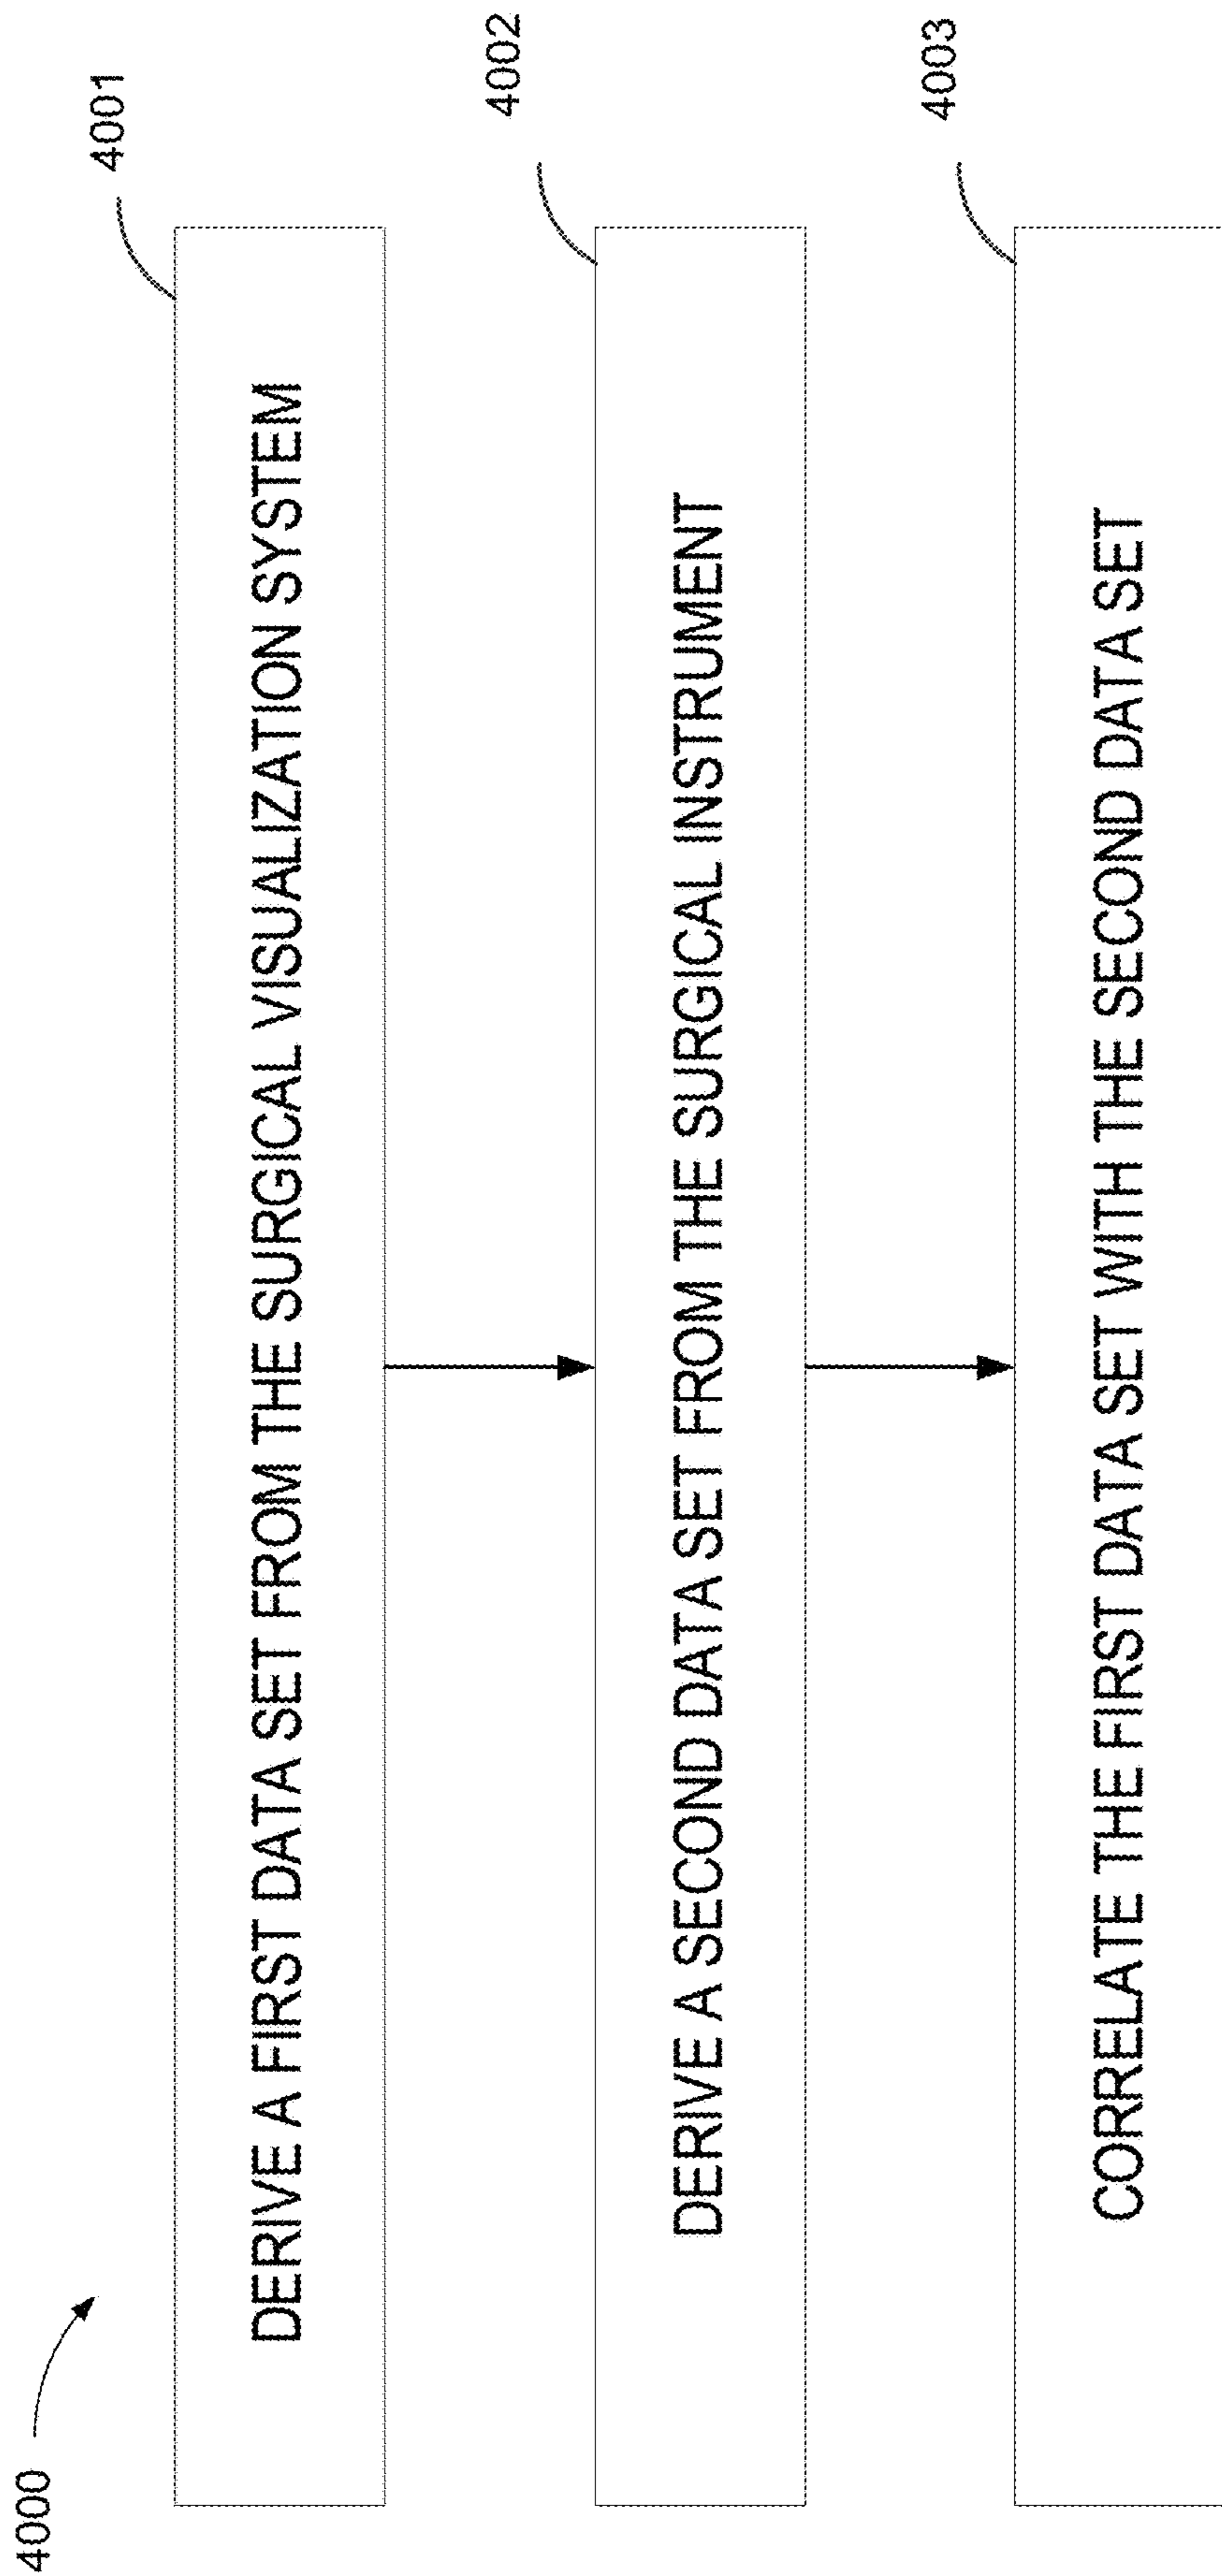 4000
4001
DERIVE A FIRST DATA SET FROM THE SURGICAL VISUALIZATION SYSTEM
4002
DERIVE A SECOND DATA SET FROM THE SURGICAL INSTRUMENT
4003
CORRELATE THE FIRST DATA SET WITH THE SECOND DATA SET